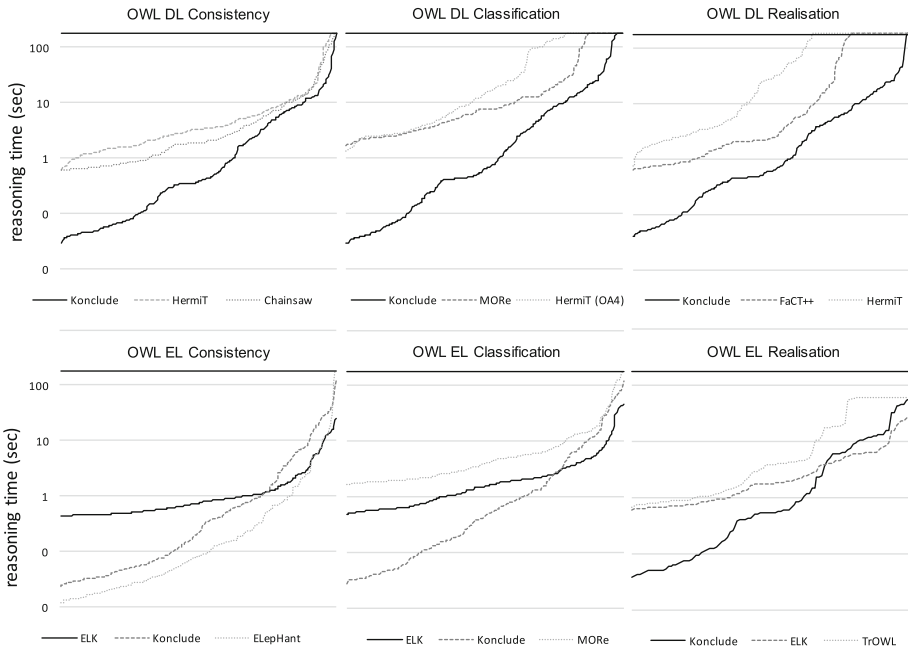 OWL DL Consistency
OWL DL Classification
OWL DL Realisation
reasoning time (sec)
100
10
1
0
0
Konclude HermiT Chainsaw
Konclude MORe HermiT (OA4)
Konclude FaCT++ HermiT
OWL EL Consistency
OWL EL Classification
OWL EL Realisation
reasoning time (sec)
100
10
1
0
0
ELK Konclude ELepHant
ELK Konclude MORe
Konclude ELK TrOWL